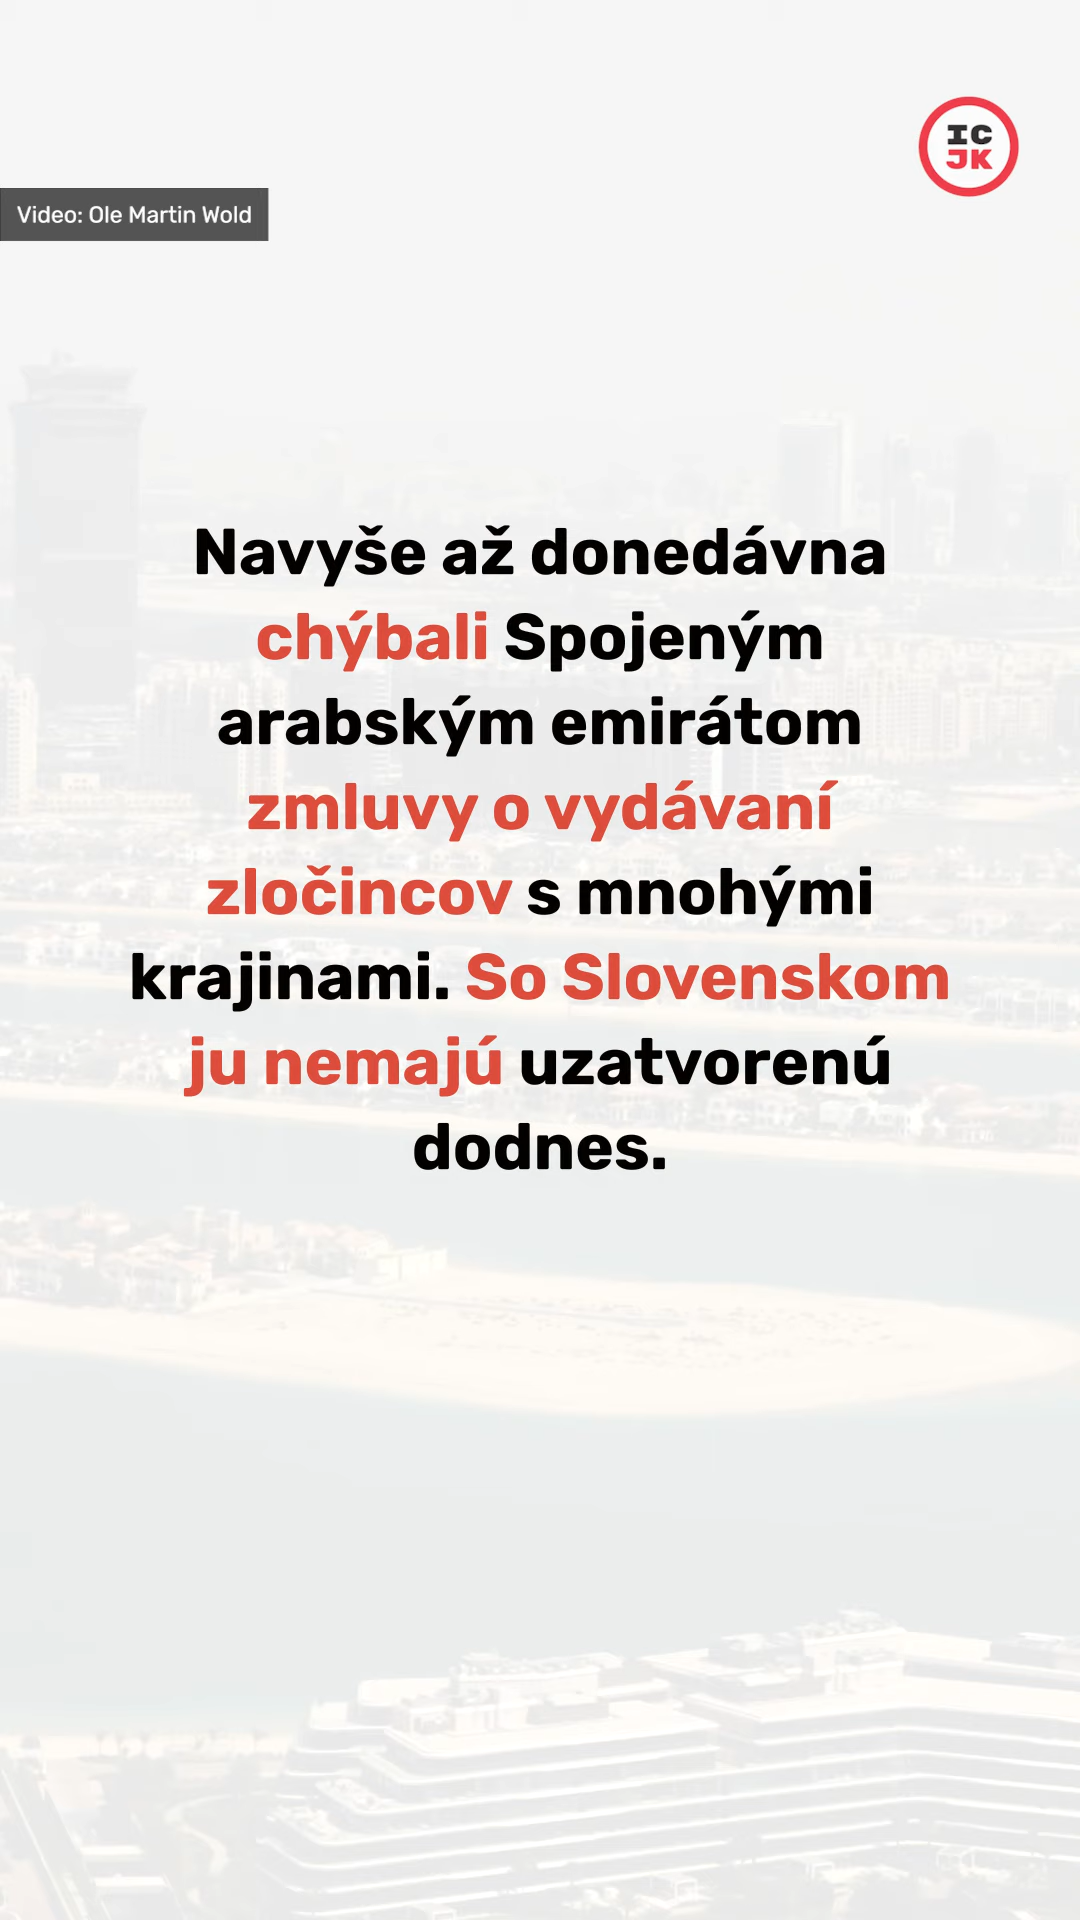 IC
JK
Video: Ole Martin Wold
Navyše až donedávna
chýbali Spojeným
arabským emirátom
zmluvy o vydávaní
zločincov s mnohými
krajinami. So Slovenskom
ju nemajú uzatvorenú
dodnes.